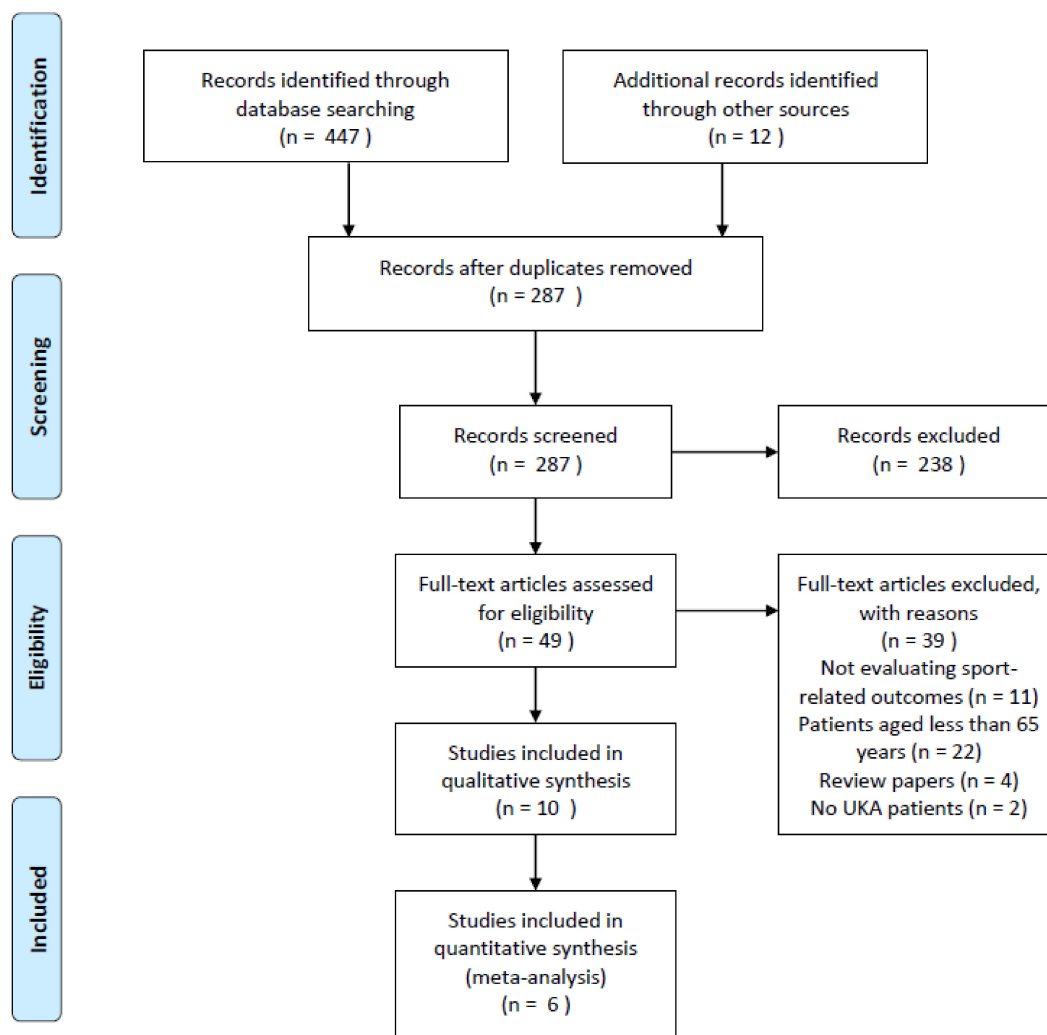 Identification
Records identified through
database searching
(n = 447 )
Additional records identified
through other sources
(n = 12 )
Records after duplicates removed
(n = 287 )
Screening
Records screened
(n = 287 )
Records excluded
(n = 238 )
Eligibility
Full-text articles assessed
for eligibility
(n = 49 )
Full-text articles excluded,
with reasons
(n = 39 )
Not evaluating sport-
related outcomes (n = 11)
Patients aged less than 65
years (n = 22)
Review papers (n = 4)
No UKA patients (n = 2)
Studies included in
qualitative synthesis
(n = 10 )
Included
Studies included in
quantitative synthesis
(meta-analysis)
(n = 6 )